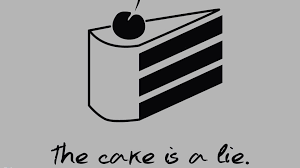 The cake is a lie.